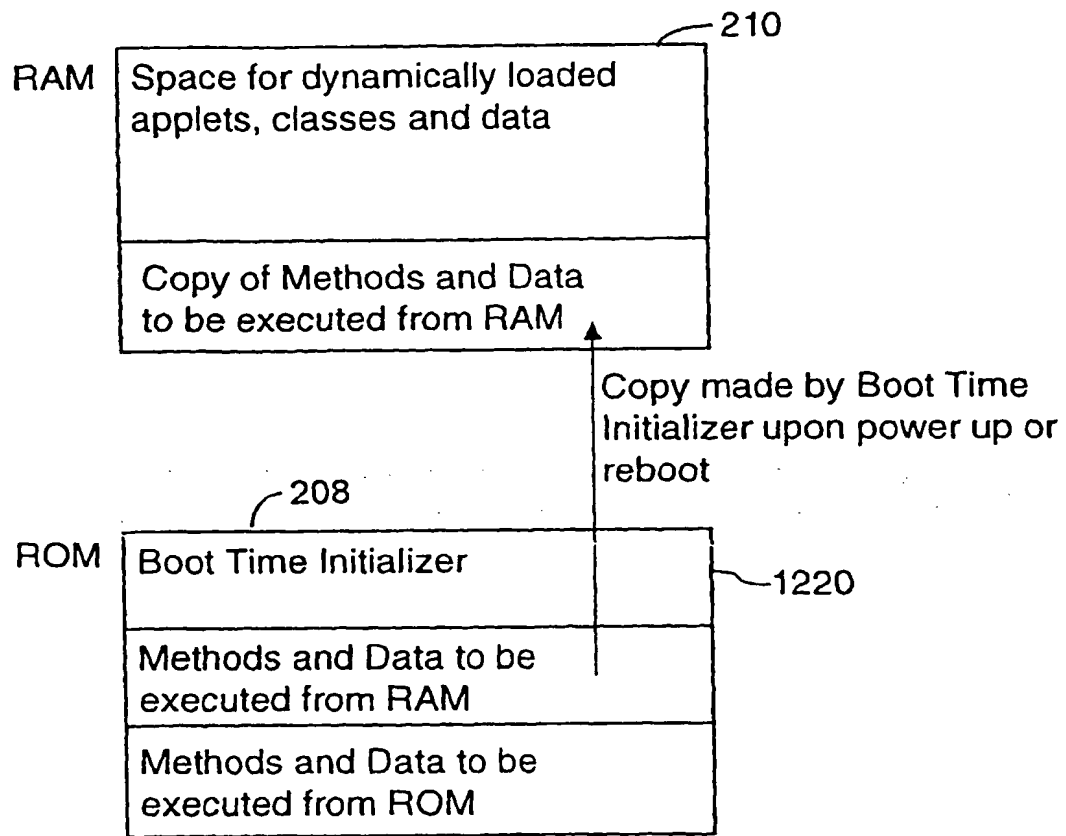 210
RAM
Space for dynamically loaded
applets, classes and data
Copy of Methods and Data
to be executed from RAM
Copy made by Boot Time
Initializer upon power up or
reboot
208
ROM
Boot Time Initializer
1220
Methods and Data to be
executed from RAM
Methods and Data to be
executed from ROM